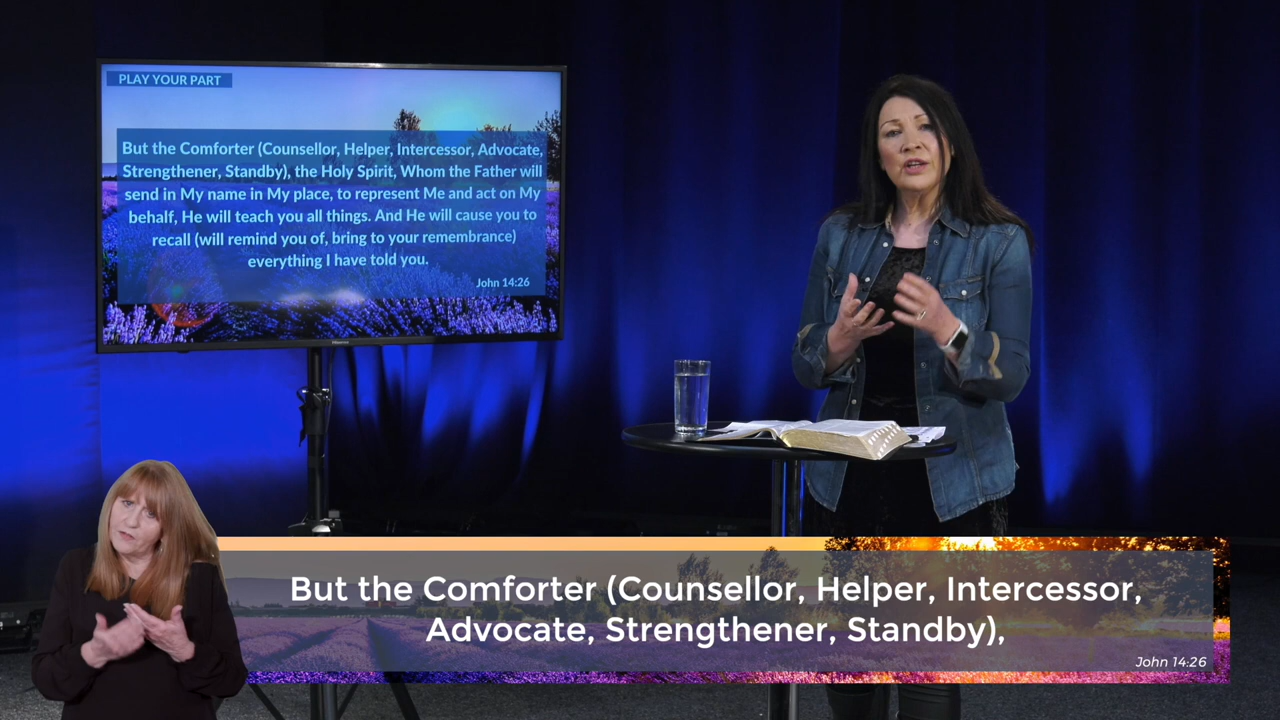 PLAY YOUR PART
But the Comforter (Counsellor, Helper, Intercessor, Advocate,
Strengthener, Standby), the Holy Spirit, Whom the Father will
send in My name in My place, to represent Me and act on My
behalf, He will teach you all things. And He will cause you to
recall (will remind you of, bring to your remembrance)
everything I have told you.
John 14:26
Hisense
But the Comforter (Counsellor, Helper, Intercessor,
Advocate, Strengthener, Standby),
John 14:26